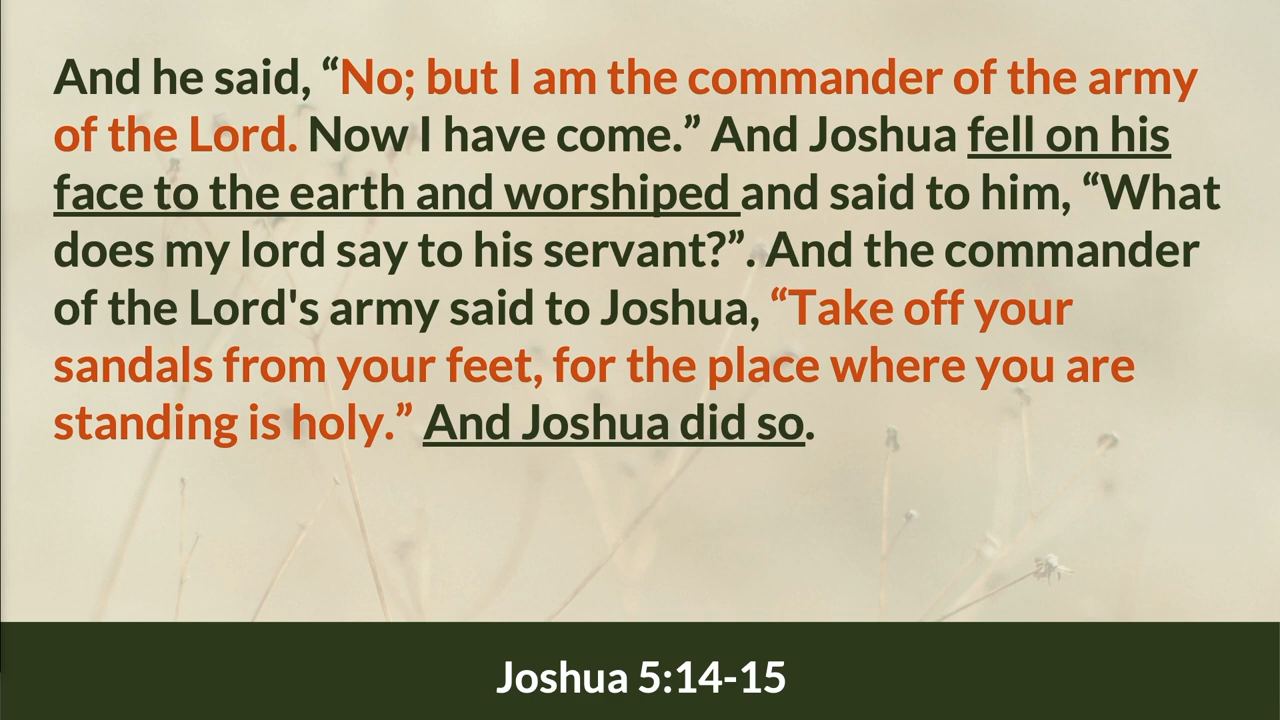 And he said, “No; but I am the commander of the army
of the Lord. Now I have come.” And Joshua fell on his
face to the earth and worshiped and said to him, “What
does my lord say to his servant?”. And the commander
of the Lord's army said to Joshua, “Take off your
sandals from your feet, for the place where you are
standing is holy.” And Joshua did so.
Joshua 5:14-15